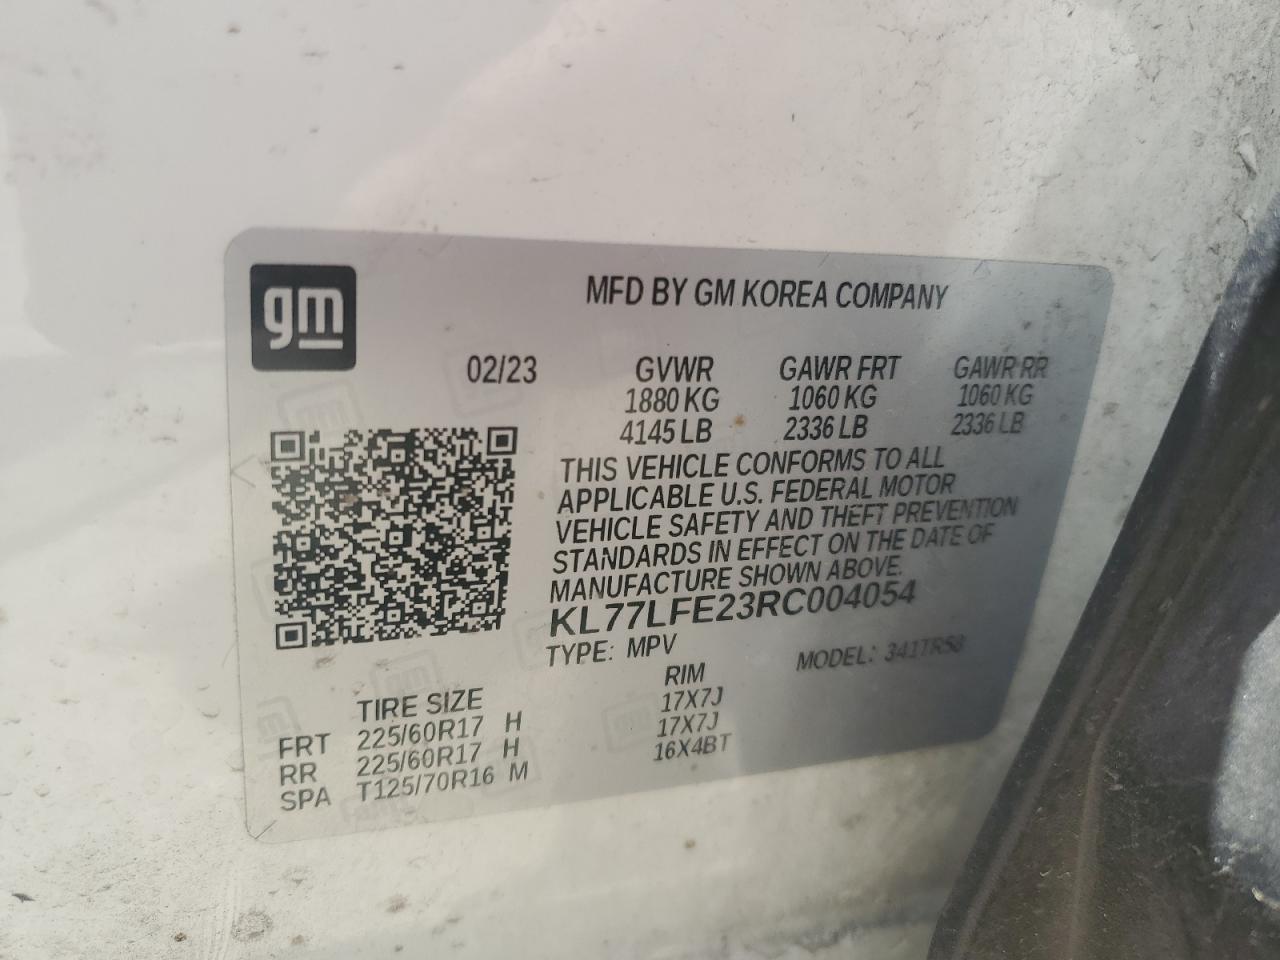 gm
MFD BY GM KOREA COMPANY
02/23 GVWR GAWR FRT GAWR RR
1880 KG 1060 KG 1060 KG
4145 LB 2336 LB 2336 LB
THIS VEHICLE CONFORMS TO ALL
APPLICABLE U.S. FEDERAL MOTOR
VEHICLE SAFETY AND THEFT PREVENTION
STANDARDS IN EFFECT ON THE DATE OF
MANUFACTURE SHOWN ABOVE.
KL77LFE23RC004054
TYPE: MPV MODEL: 341TR58
TIRE SIZE RIM
FRT 225/60R17 H 17X7J
RR 225/60R17 H 17X7J
SPA T125/70R16 M 16X4BT